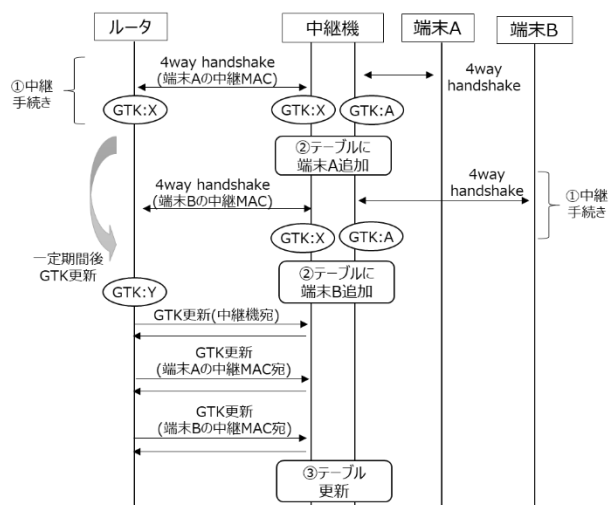 ルータ
中継機
端末A
端末B
4way handshake
(端末Aの中継MAC)
4way
handshake
①中継
手続き
GTK:X
GTK:X
GTK:A
②テーブルに
端末A追加
4way handshake
(端末Bの中継MAC)
4way
handshake
①中継
手続き
GTK:X
GTK:A
一定期間後
GTK更新
②テーブルに
端末B追加
GTK:Y
GTK更新(中継機宛)
GTK更新
(端末Aの中継MAC宛)
GTK更新
(端末Bの中継MAC宛)
③テーブル
更新